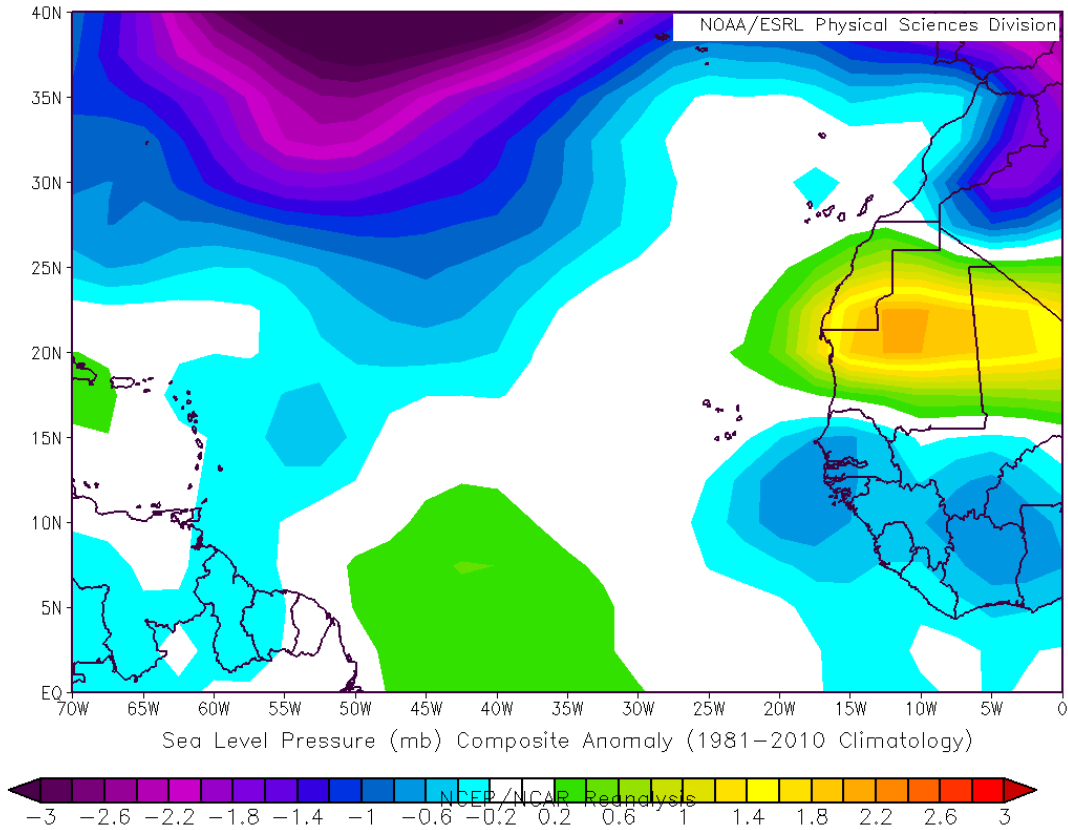 NOAA/ESRL Physical Sciences Division
40N
35N
30N
25N
20N
15N
10N
5N
EQ
70W 65W 60W 55W 50W 45W 40W 35W 30W 25W 20W 15W 10W 5W 0
Sea Level Pressure (mb) Composite Anomaly (1981-2010 Climatology)
NCEP/NCAR Reanalysis
-3 -2.6 -2.2 -1.8 -1.4 -1 -0.6 -0.2 0.2 0.6 1 1.4 1.8 2.2 2.6 3